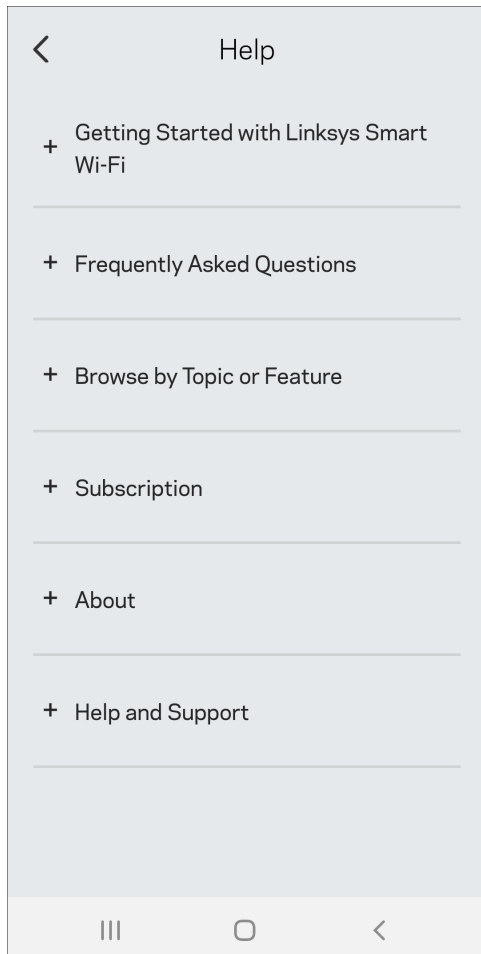 Help
Getting Started with Linksys Smart
Wi-Fi
Frequently Asked Questions
Browse by Topic or Feature
Subscription
About
Help and Support